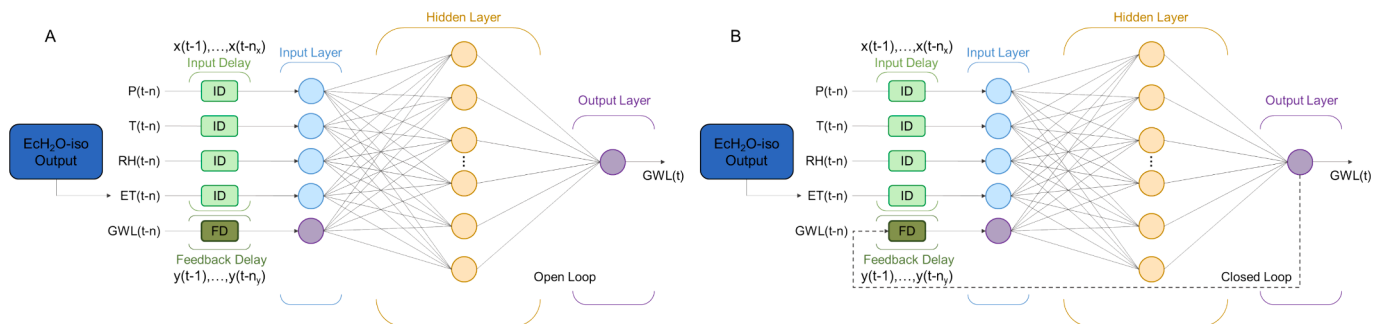 A
Hidden Layer
x(t-1),…,x(t-nₓ)
Input Delay
Input Layer
P(t-n)
ID
Output Layer
T(t-n)
ID
EcH₂O-iso
Output
RH(t-n)
ID
GWL(t)
ET(t-n)
ID
GWL(t-n)
FD
Feedback Delay
y(t-1),…,y(t-nᵧ)
Open Loop
B
Hidden Layer
x(t-1),…,x(t-nₓ)
Input Delay
Input Layer
P(t-n)
ID
Output Layer
T(t-n)
ID
EcH₂O-iso
Output
RH(t-n)
ID
GWL(t)
ET(t-n)
ID
GWL(t-n)
FD
Feedback Delay
y(t-1),…,y(t-nᵧ)
Closed Loop